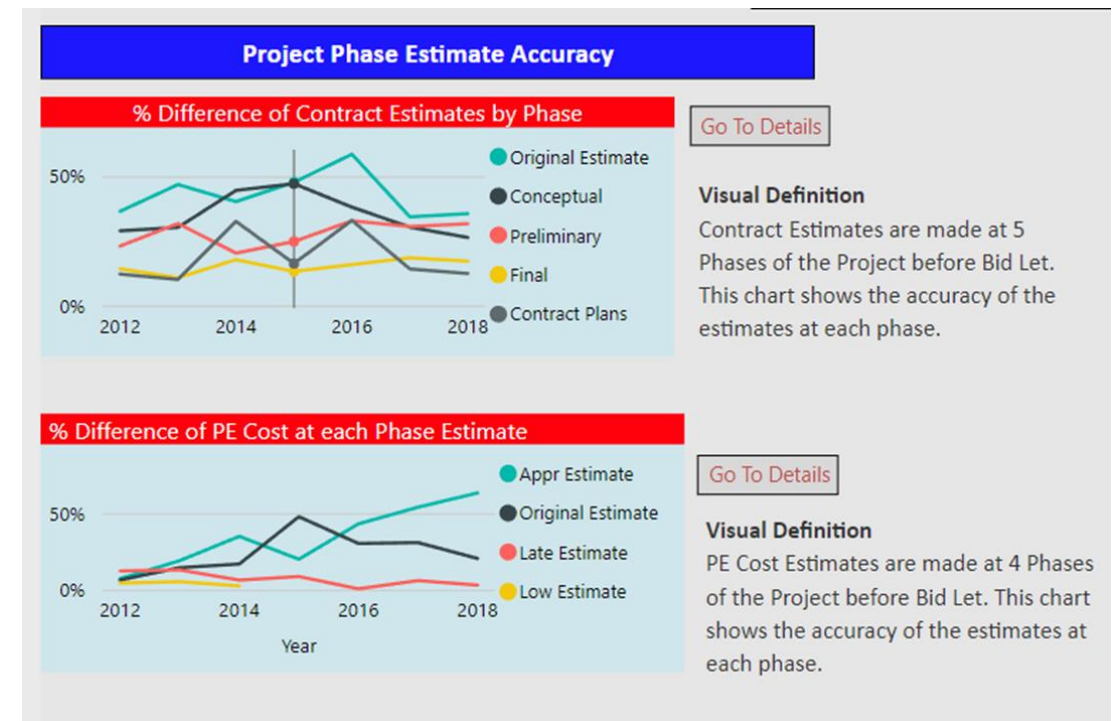 Project Phase Estimate Accuracy
% Difference of Contract Estimates by Phase
50%
0%
2012 2014 2016 2018
Original Estimate
Conceptual
Preliminary
Final
Contract Plans
Go To Details
Visual Definition
Contract Estimates are made at 5
Phases of the Project before Bid Let.
This chart shows the accuracy of the
estimates at each phase.
% Difference of PE Cost at each Phase Estimate
50%
0%
2012 2014 2016 2018
Year
Appr Estimate
Original Estimate
Late Estimate
Low Estimate
Go To Details
Visual Definition
PE Cost Estimates are made at 4 Phases
of the Project before Bid Let. This chart
shows the accuracy of the estimates at
each phase.